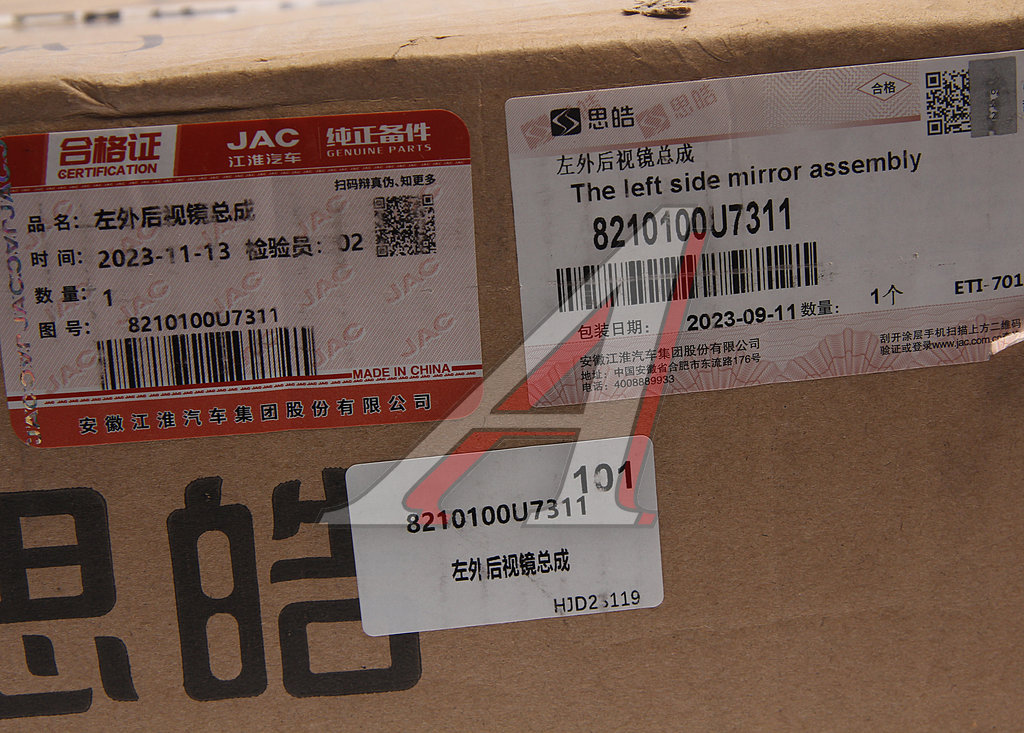 合格证
CERTIFICATION
JAC
江淮汽车
纯正备件
GENUINE PARTS
扫码辩真伪、知更多
品 名: 左外后视镜总成
时 间: 2023-11-13 检验员: 02
数 量: 1
图 号: 8210100U7311
MADE IN CHINA
安徽江淮汽车集团股份有限公司
思皓
合格
左外后视镜总成
The left side mirror assembly
8210100U7311
1个
ETI-701
包装日期: 2023-09-11 数量:
安徽江淮汽车集团股份有限公司
地址: 中国安徽省合肥市东流路176号
电话: 4008889933
刮开涂层手机扫描上方二维码
验证或登录www.jac.com.cn
101
8210100U7311
左外后视镜总成
思皓